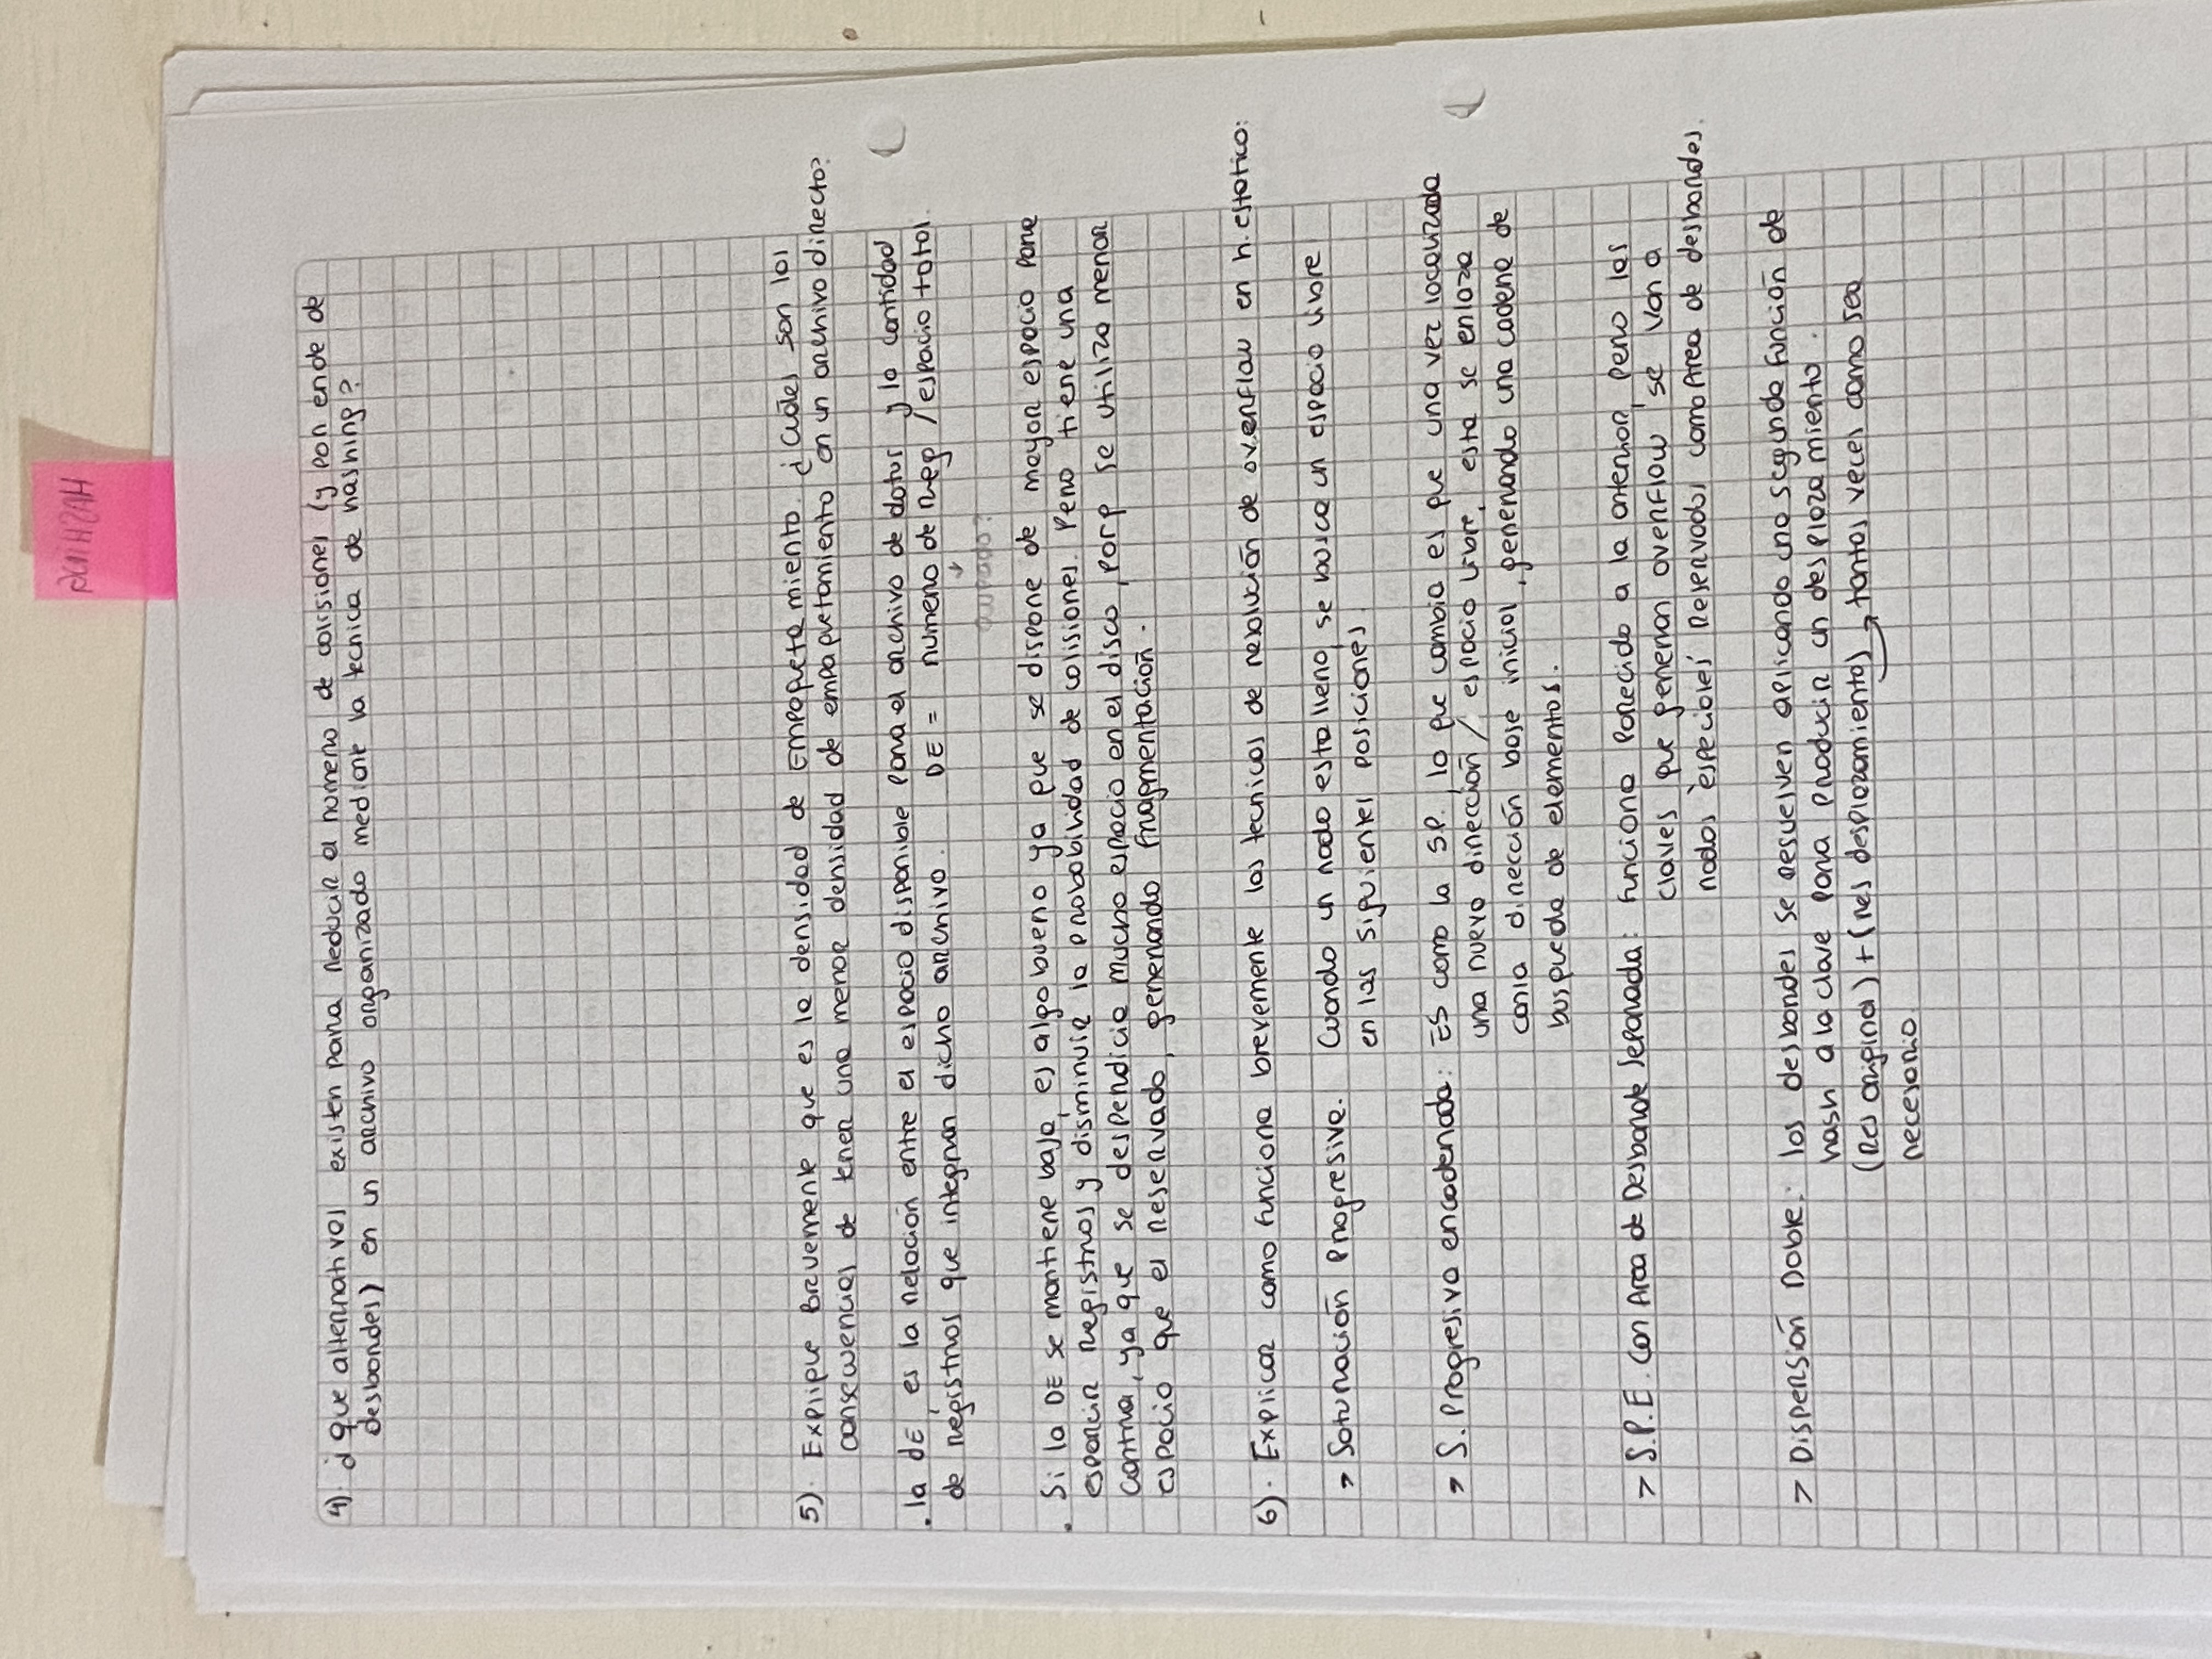 HASHiNG
4) ¿que alternativas existen para reducir el numero de colisiones (y por ende de
desbordes) en un archivo organizado mediante la tecnica de hashing?
5). Explique Brevemente que es la densidad de Empaquetamiento. ¿Cuáles son las
consecuencias de tener una menor densidad de empaquetamiento en un archivo directo?
. la dE, es la relación entre el espacio disponible para el archivo de datos y la cantidad
de registros que integran dicho archivo. DE = numero de reg / espacio total.
. Si la DE se mantiene baja, es algo bueno ya que se dispone de mayor espacio para
esparcir registros y disminuir la probabilidad de colisiones. Pero tiene una
contra, ya que se desperdicia mucho espacio en el disco, porq se utiliza menor
espacio que el reservado, generando fragmentación.
6). Explicar como funciona brevemente las tecnicas de resolución de overflow en h. estatico:
> Saturación Progresiva. Cuando un nodo esta lleno, se busca un espacio libre
en las siguientes posiciones
> S. Progresiva encadenada: ES como la S.P., lo que cambia es que una vez localizada
una nueva dirección / espacio libre, esta se enlaza
con la dirección base inicial, generando una cadena de
busqueda de elementos.
> S.P.E. Con Area de Desborde Separada: funciona parecido a la anterior, pero las
claves que generan overflow se van a
nodos 'especiales' reservados como Area de desbordes.
> Dispersión Doble: los desbordes se resuelven aplicando una segunda función de
hash a la clave para producir un desplazamiento.
(Res original) + (res desplazamiento) → tantas veces como sea
necesario